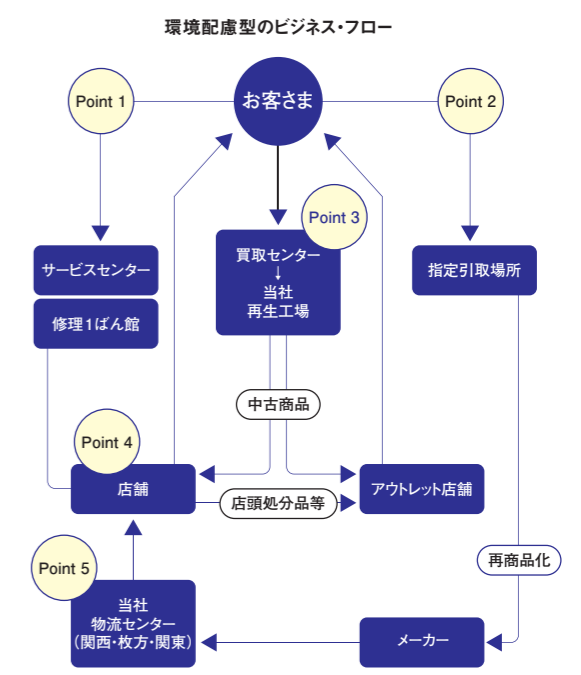 環境配慮型のビジネス・フロー
Point 1
お客さま
Point 2
Point 3
サービスセンター
買取センター
↓
当社
再生工場
指定引取場所
修理1ばん館
中古商品
Point 4
店舗
店頭処分品等
アウトレット店舗
再商品化
Point 5
当社
物流センター
(関西・枚方・関東)
メーカー